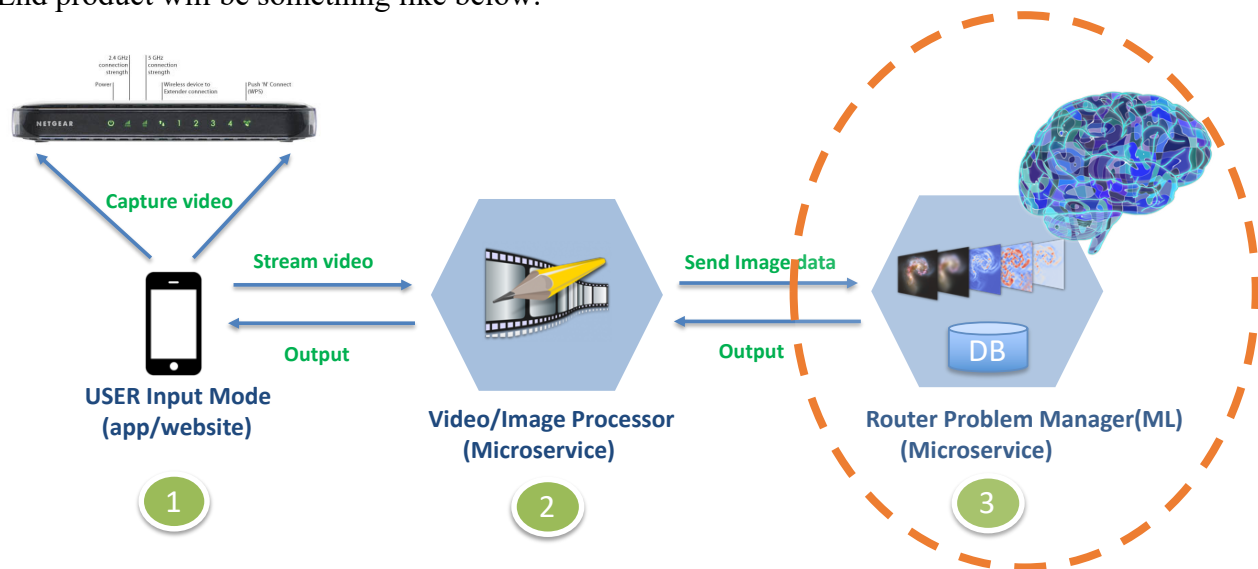 End product will be something like below:
2.4 GHz
connection
strength
5 GHz
connection
strength
Power
Wireless device to
Extender connection
Push 'N' Connect
(WPS)
NETGEAR
1 2 3 4
Capture video
Stream video
Send Image data
Output
Output
DB
USER Input Mode
(app/website)
Video/Image Processor
(Microservice)
Router Problem Manager(ML)
(Microservice)
1
2
3